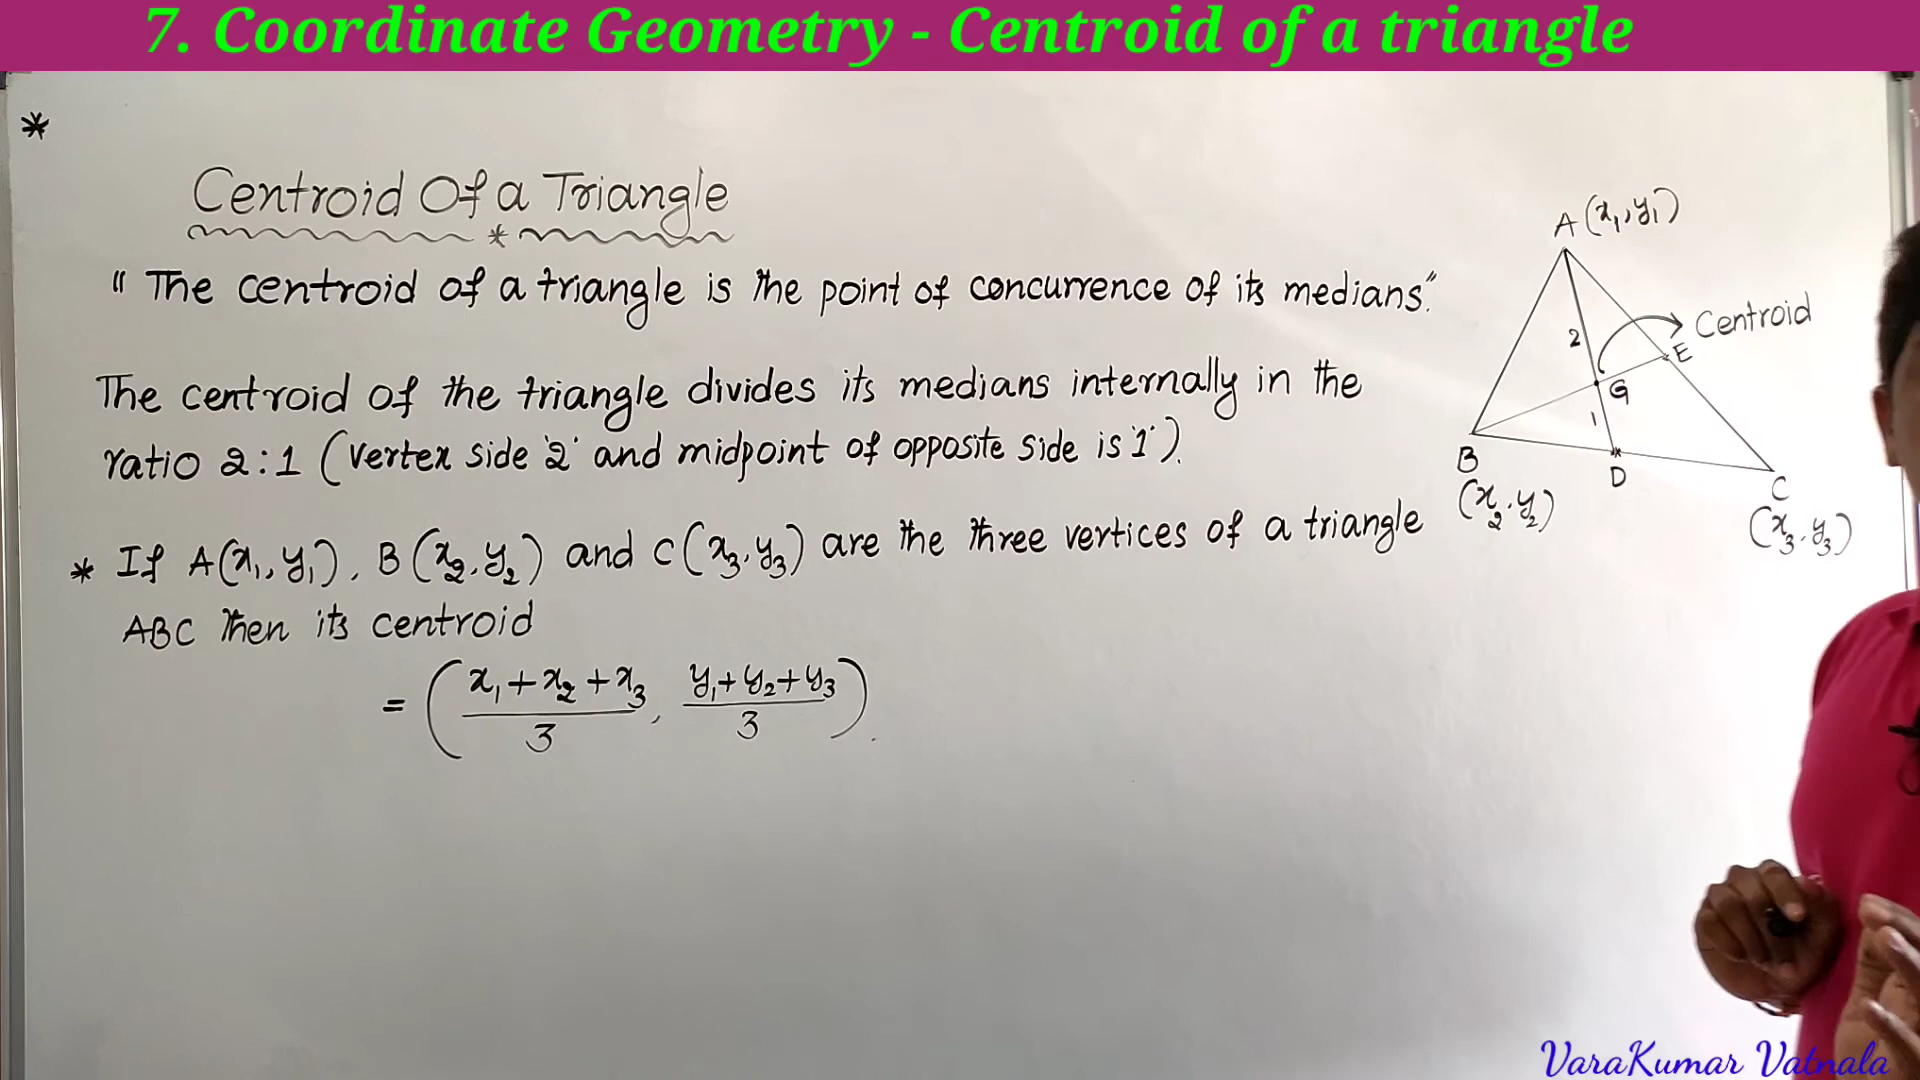 7. Coordinate Geometry - Centroid of a triangle
*
Centroid Of a Triangle
*
" The centroid of a triangle is the point of concurrence of its medians."
The centroid of the triangle divides its medians internally in the
ratio 2:1 (vertex side '2' and midpoint of opposite side is '1').
* If A(x₁, y₁), B(x₂, y₂) and C(x₃, y₃) are the three vertices of a triangle
ABC then its centroid
= ( x₁+x₂+x₃ / 3 , y₁+y₂+y₃ / 3 ).
A (x₁, y₁)
Centroid
2
E
G
1
B
(x₂, y₂)
D
C
(x₃, y₃)
VaraKumar Vatnala